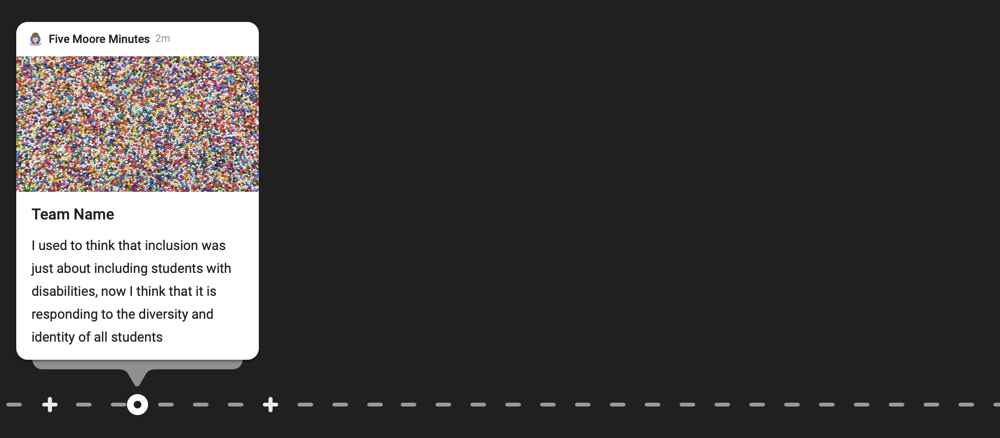 Five Moore Minutes 2m
Team Name
I used to think that inclusion was
just about including students with
disabilities, now I think that it is
responding to the diversity and
identity of all students